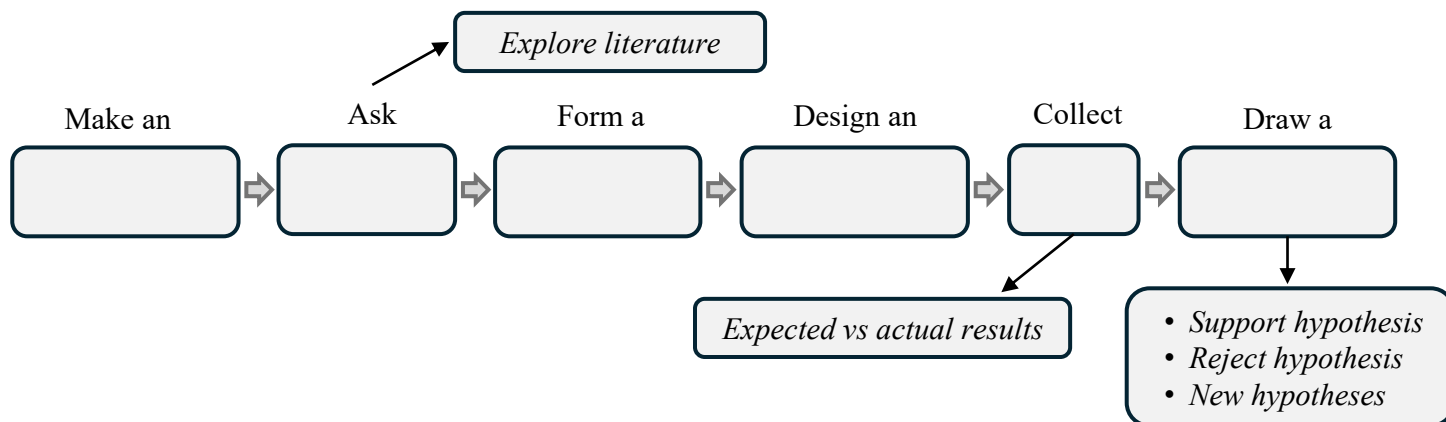 Explore literature
Make an
Ask
Form a
Design an
Collect
Draw a
Expected vs actual results
• Support hypothesis
• Reject hypothesis
• New hypotheses